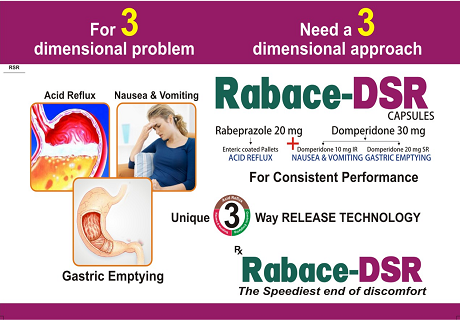 For 3
dimensional problem
Need a 3
dimensional approach
RSR
Acid Reflux
Nausea & Vomiting
Gastric Emptying
Rabace-DSR
CAPSULES
Rabeprazole 20 mg
Domperidone 30 mg
+
Enteric coated Pallets
Domperidone 10 mg IR
Domperidone 20 mg SR
ACID REFLUX
NAUSEA & VOMITING
GASTRIC EMPTYING
For Consistent Performance
Unique 3 Way RELEASE TECHNOLOGY
Rx
Rabace-DSR
The Speediest end of discomfort